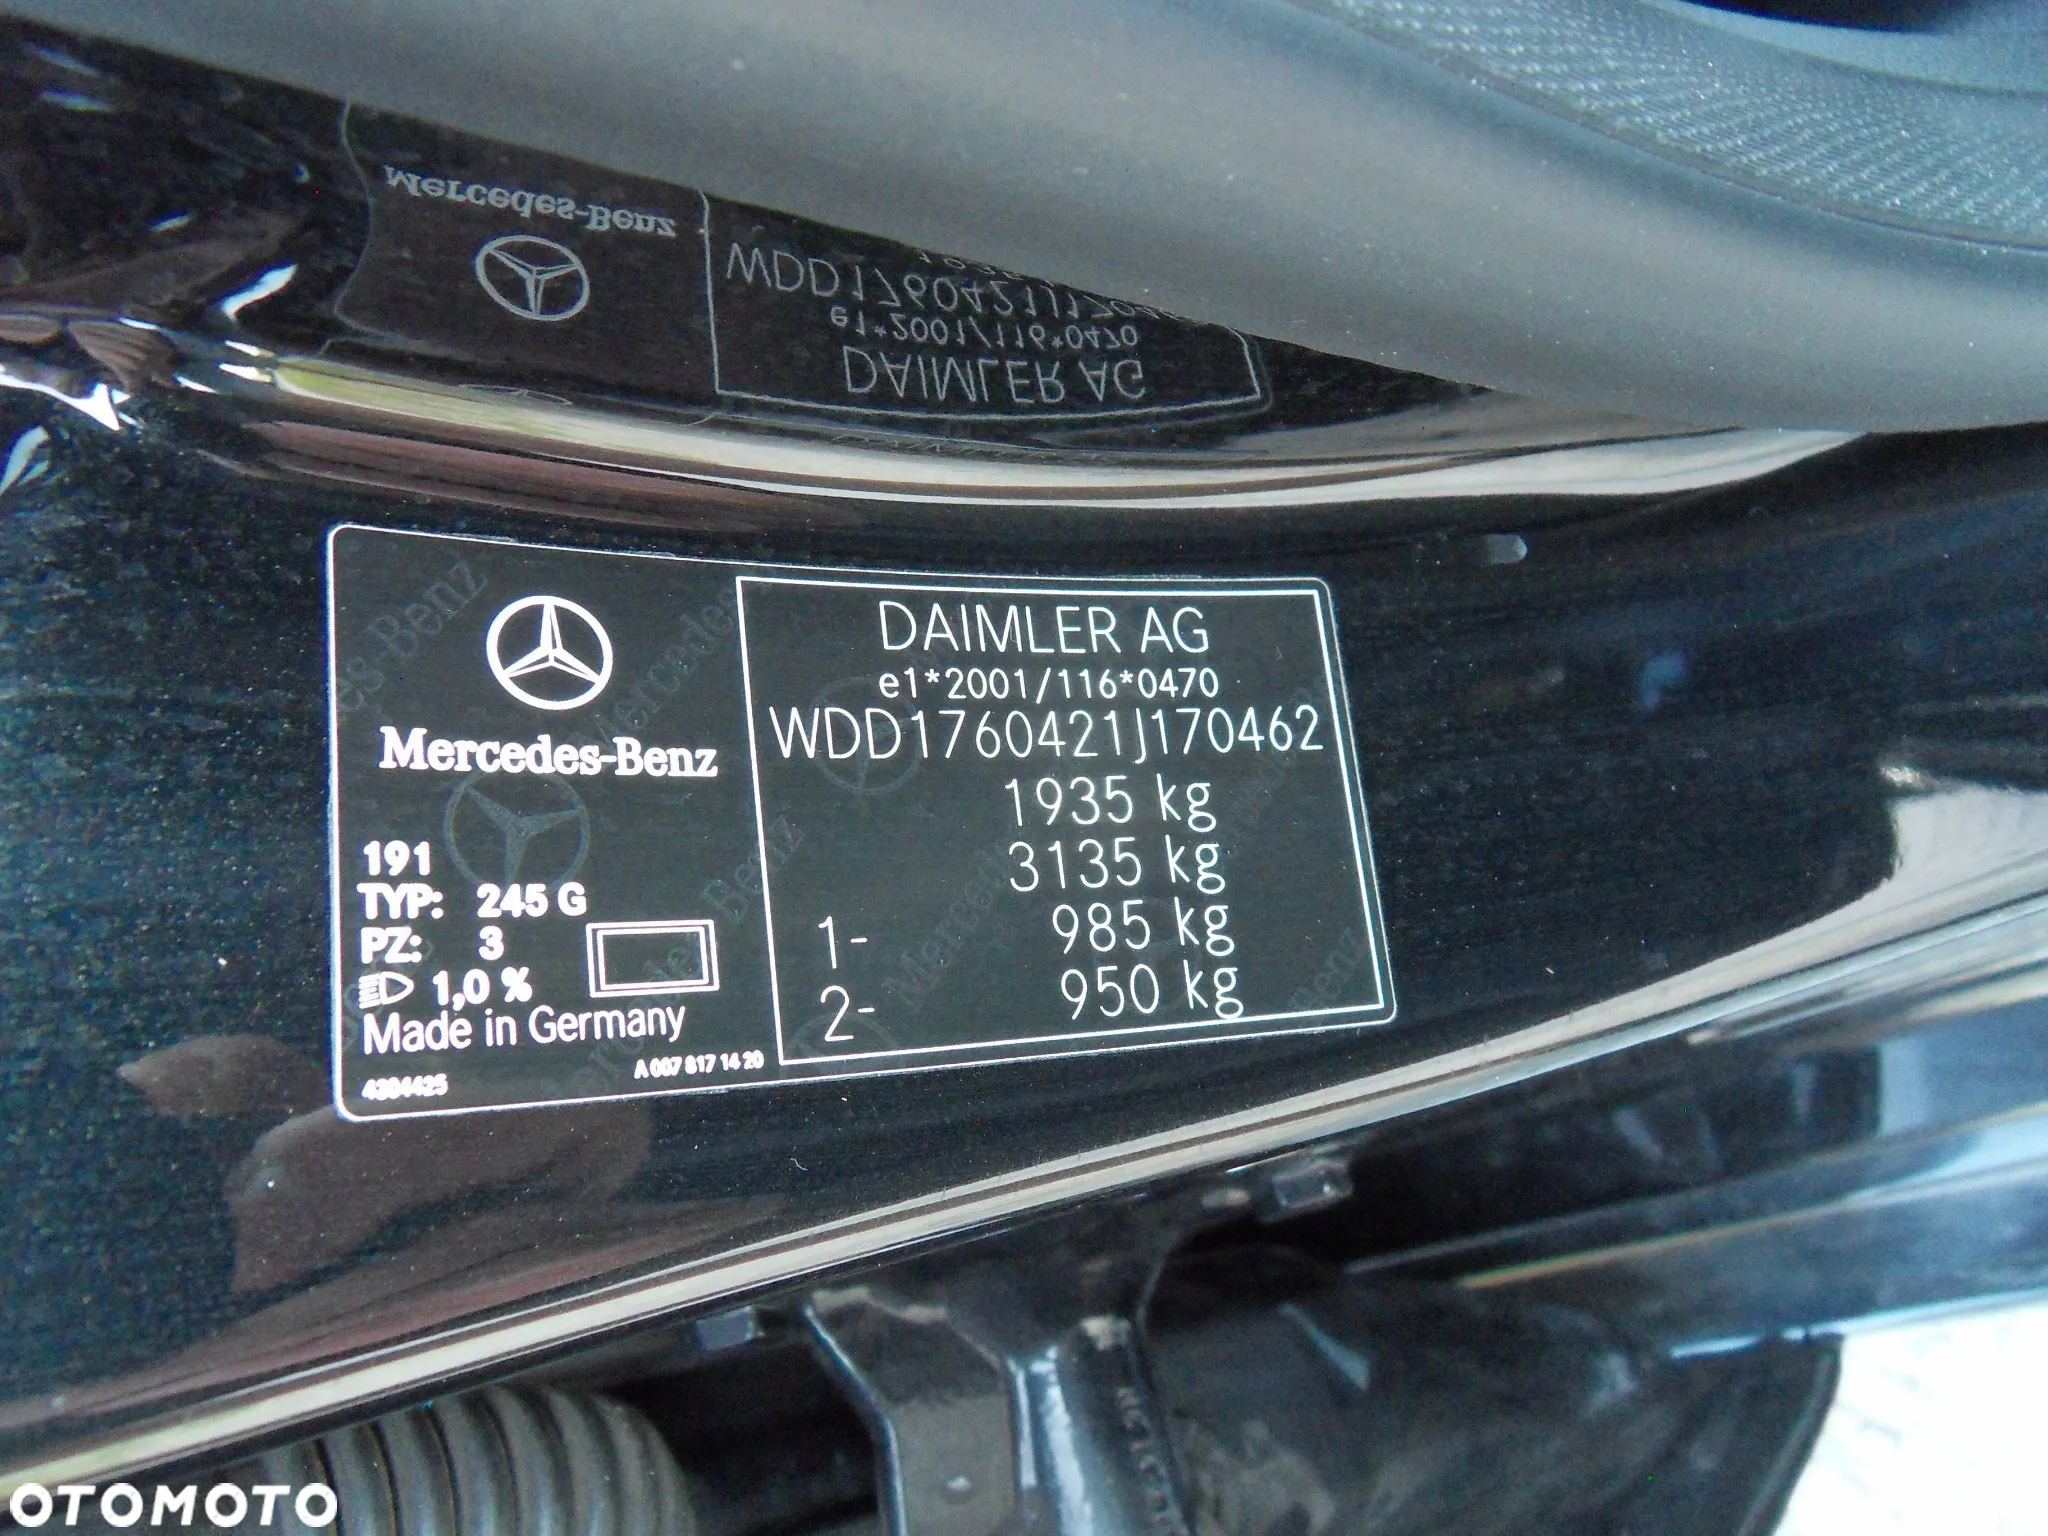 DAIMLER AG
e1*2001/116*0470
WDD1760421J170462
1935 kg
3135 kg
1- 985 kg
2- 950 kg
Mercedes-Benz
191
TYP: 245 G
PZ: 3
1,0 %
Made in Germany
4304425
A 007 817 14 20
OTOMOTO